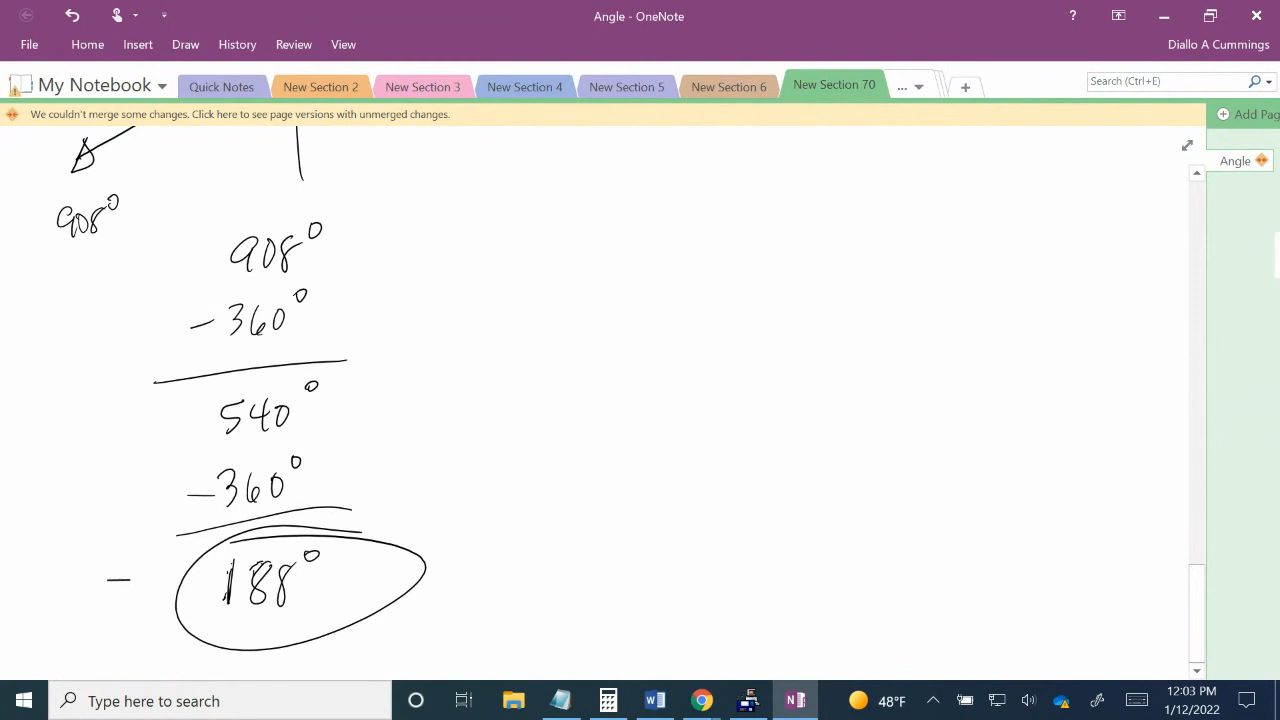 Angle - OneNote
?
File Home Insert Draw History Review View
Diallo A Cummings
My Notebook Quick Notes New Section 2 New Section 3 New Section 4 New Section 5 New Section 6 New Section 70 ... +
Search (Ctrl+E)
We couldn't merge some changes. Click here to see page versions with unmerged changes.
Add Pag
Angle
908°
908°
-360°
540°
-360°
- 188°
Type here to search
48°F
12:03 PM
1/12/2022